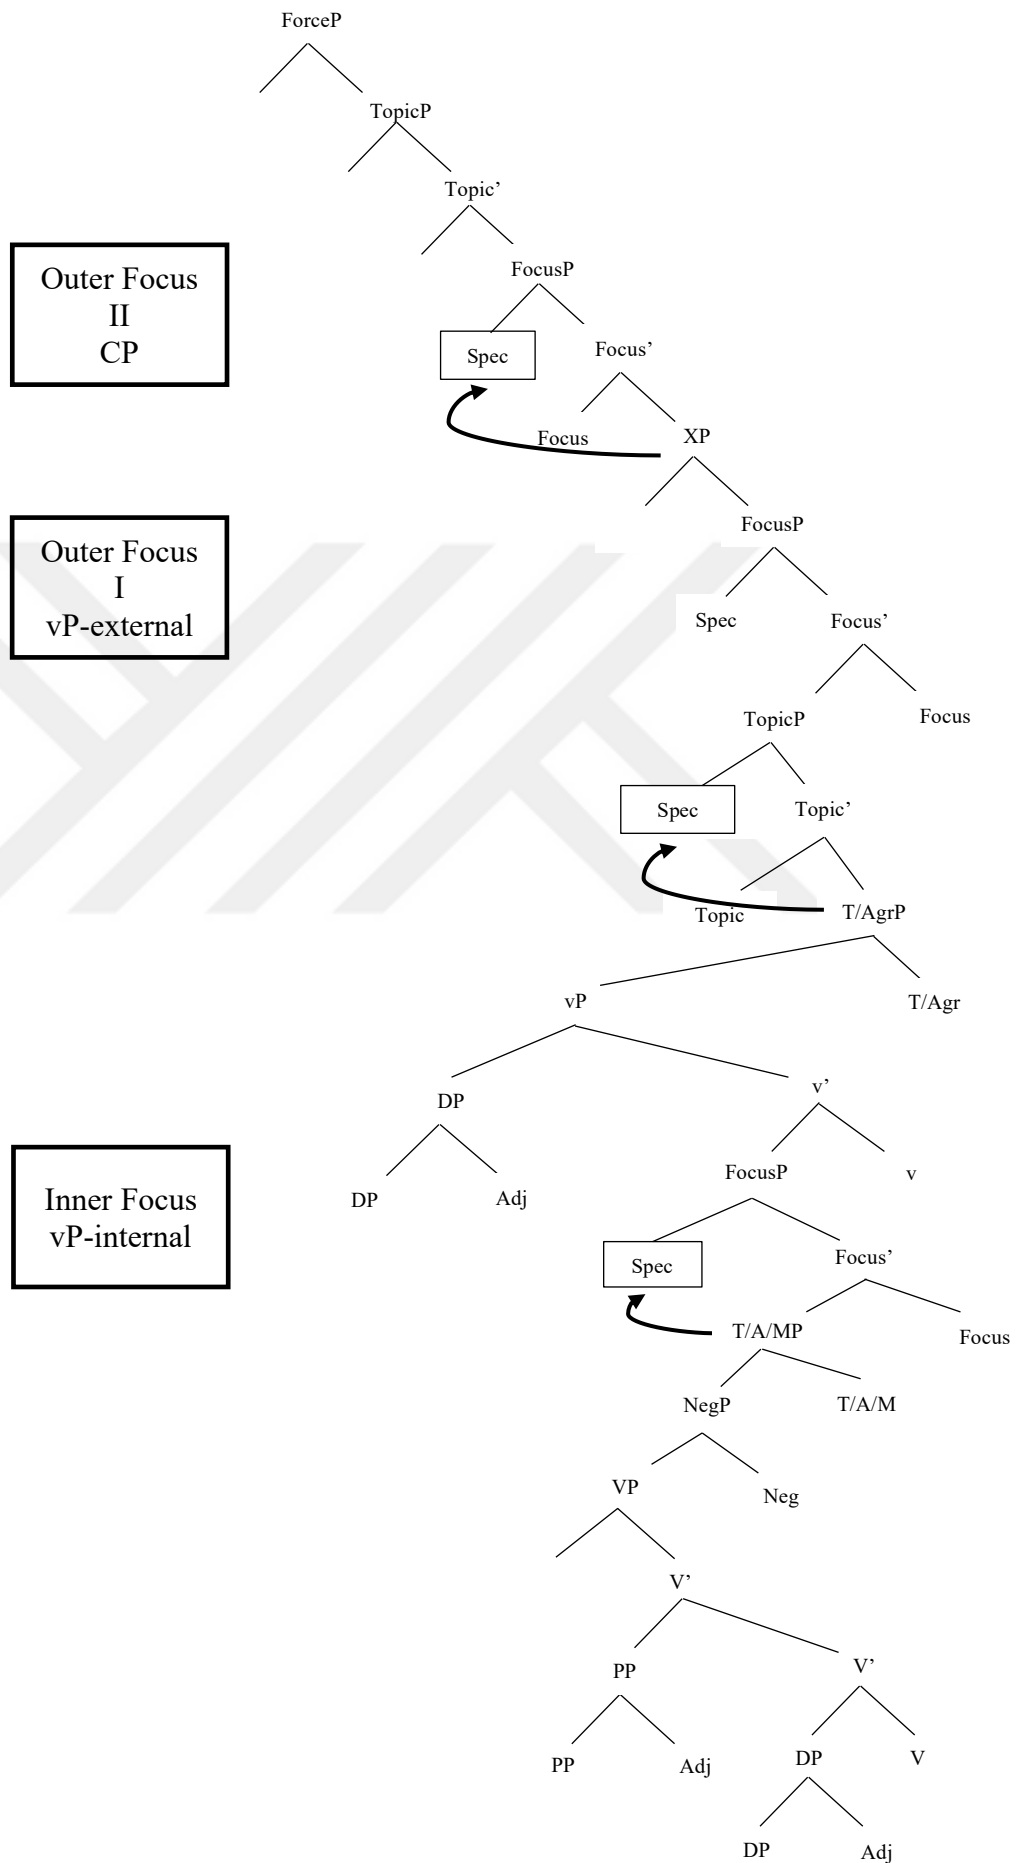 ForceP
TopicP
Topic’
Outer Focus
II
CP
FocusP
Spec
Focus’
Focus
XP
Outer Focus
I
vP-external
FocusP
Spec
Focus’
TopicP
Focus
Spec
Topic’
Topic
T/AgrP
vP
T/Agr
DP
v’
DP
Adj
FocusP
v
Inner Focus
vP-internal
Spec
Focus’
T/A/MP
Focus
NegP
T/A/M
VP
Neg
V’
PP
V’
PP
Adj
DP
V
DP
Adj